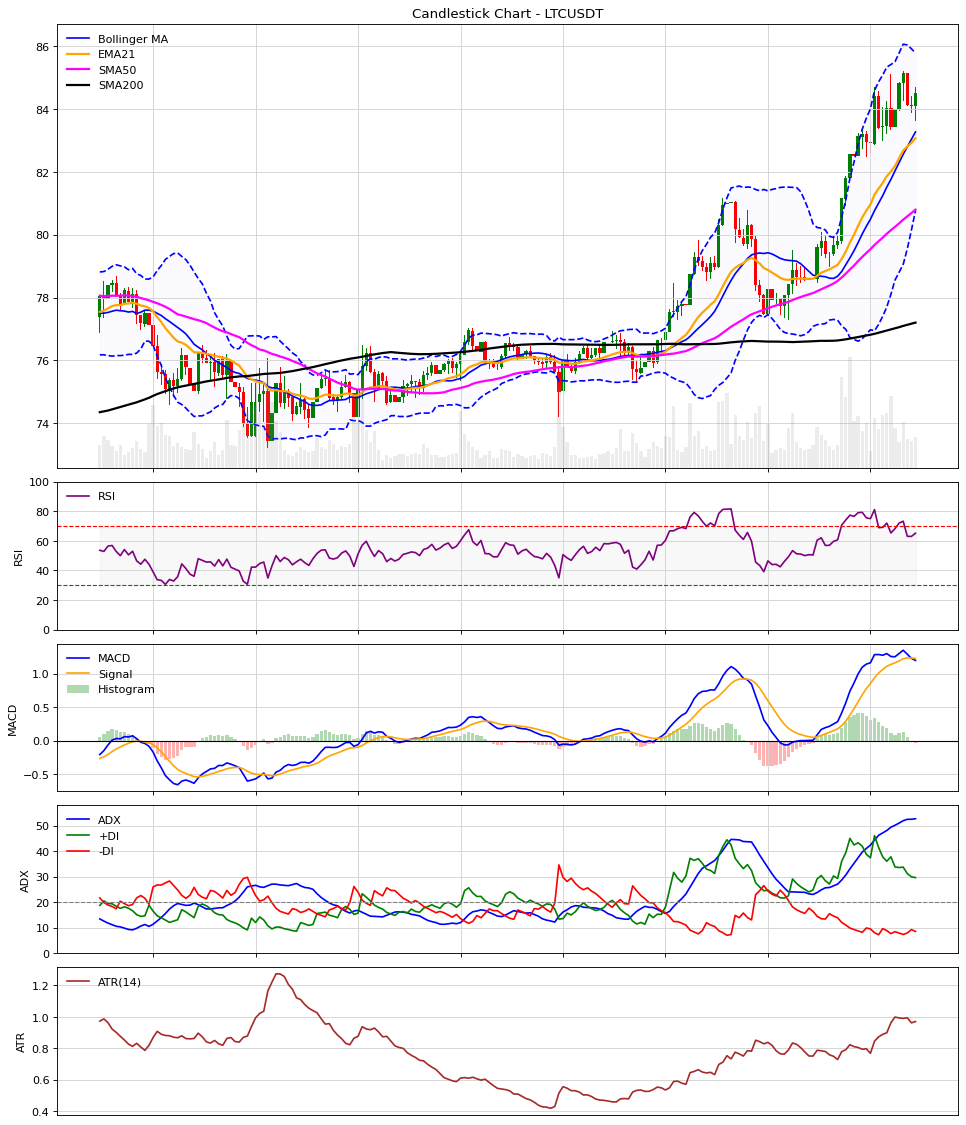 Candlestick Chart - LTCUSDT
Bollinger MA
EMA21
SMA50
SMA200
86
84
82
80
78
76
74
RSI
RSI
100
80
60
40
20
0
MACD
MACD
Signal
Histogram
1.0
0.5
0.0
−0.5
ADX
ADX
+DI
-DI
50
40
30
20
10
0
ATR
ATR(14)
1.2
1.0
0.8
0.6
0.4